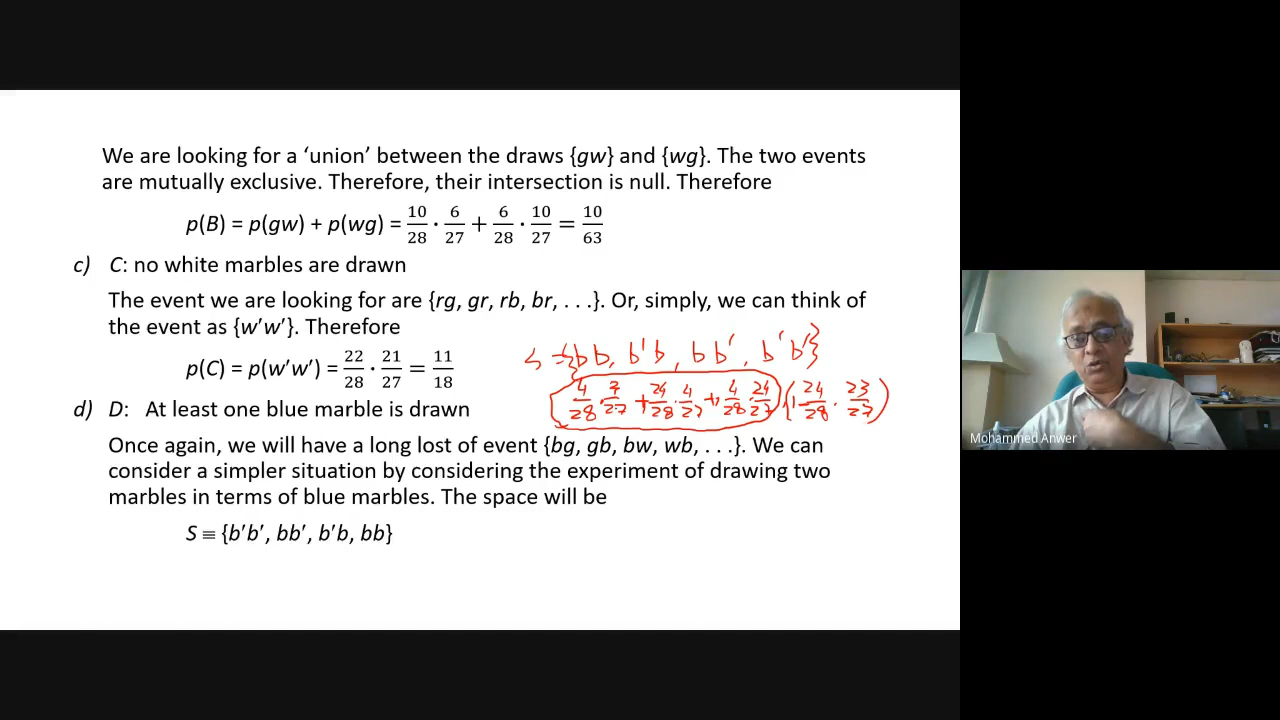 We are looking for a ‘union’ between the draws {gw} and {wg}. The two events
are mutually exclusive. Therefore, their intersection is null. Therefore
p(B) = p(gw) + p(wg) = 10/28 · 6/27 + 6/28 · 10/27 = 10/63
c) C: no white marbles are drawn
The event we are looking for are {rg, gr, rb, br, . . .}. Or, simply, we can think of
the event as {w′w′}. Therefore
S = {bb, b'b, bb', b'b'}
p(C) = p(w′w′) = 22/28 · 21/27 = 11/18
4/28 · 3/27 + 24/28 · 4/27 + 4/28 · 24/27 (24/28 · 23/27)
d) D: At least one blue marble is drawn
Mohammed Anwer
Once again, we will have a long lost of event {bg, gb, bw, wb, . . .}. We can
consider a simpler situation by considering the experiment of drawing two
marbles in terms of blue marbles. The space will be
S ≡ {b′b′, bb′, b′b, bb}